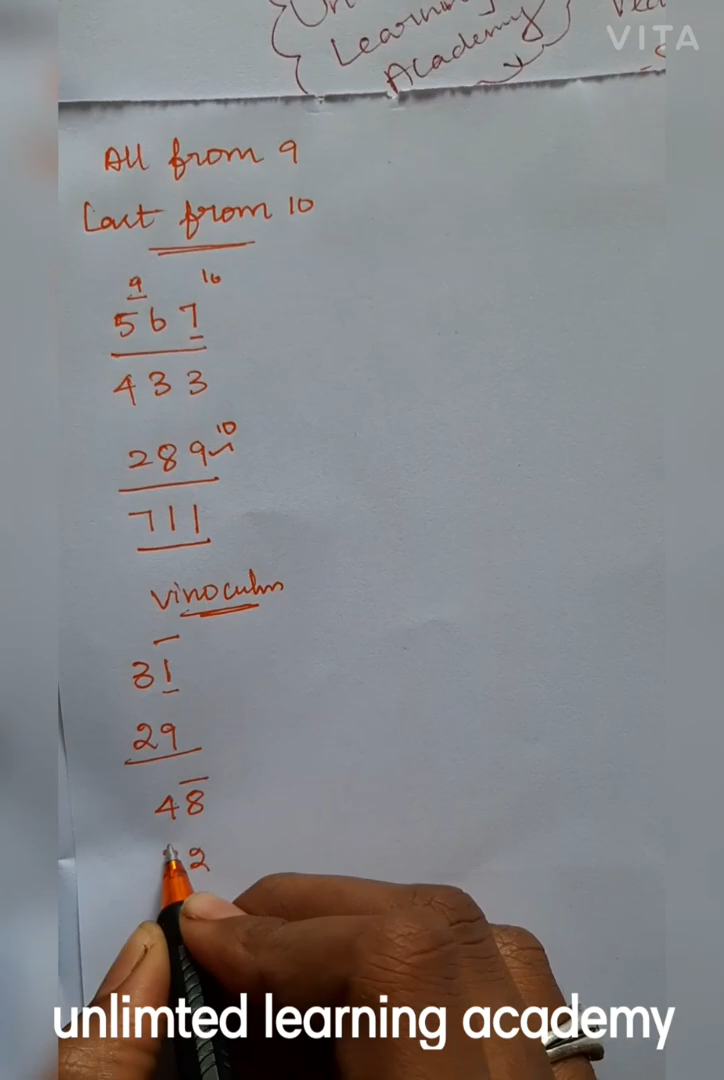 Learning
Academy
VITA
All from 9
Last from 10
9 10
567
433
10
289
711
vinoculm
31̅
29
48̅
2
unlimted learning academy